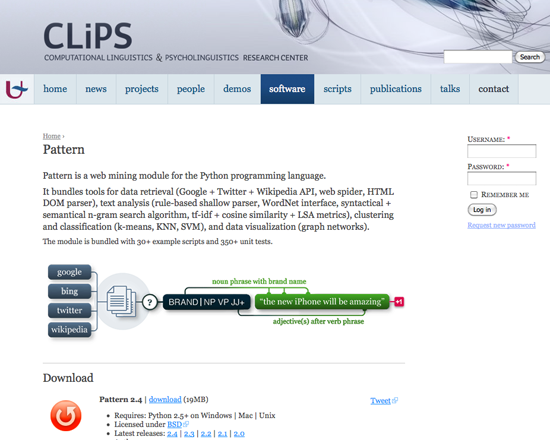 CLiPS
COMPUTATIONAL LINGUISTICS & PSYCHOLINGUISTICS RESEARCH CENTER
Search
home news projects people demos software scripts publications talks contact
Home ›
Pattern
Pattern is a web mining module for the Python programming language.
It bundles tools for data retrieval (Google + Twitter + Wikipedia API, web spider, HTML
DOM parser), text analysis (rule-based shallow parser, WordNet interface, syntactical +
semantical n-gram search algorithm, tf-idf + cosine similarity + LSA metrics), clustering
and classification (k-means, KNN, SVM), and data visualization (graph networks).
The module is bundled with 30+ example scripts and 350+ unit tests.
Username: *
Password: *
Remember me
Log in
Request new password
google
bing
twitter
wikipedia
?
noun phrase with brand name
BRAND|NP VP JJ+
"the new iPhone will be amazing"
+1
adjective(s) after verb phrase
Download
Pattern 2.4 | download (19MB)
Tweet
• Requires: Python 2.5+ on Windows | Mac | Unix
• Licensed under BSD
• Latest releases: 2.4 | 2.3 | 2.2 | 2.1 | 2.0